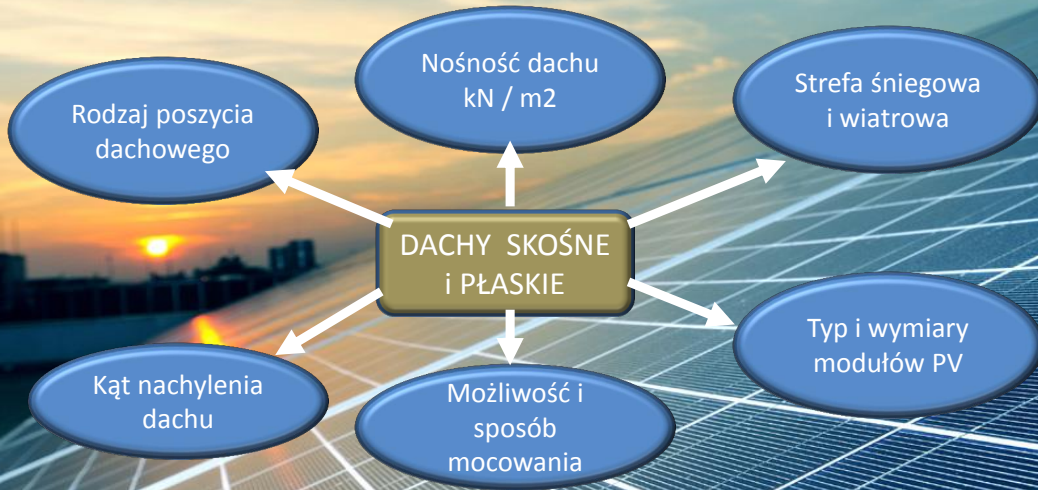 Nośność dachu
kN / m2
Rodzaj poszycia
dachowego
Strefa śniegowa
i wiatrowa
DACHY SKOŚNE
i PŁASKIE
Typ i wymiary
modułów PV
Kąt nachylenia
dachu
Możliwość i
sposób
mocowania